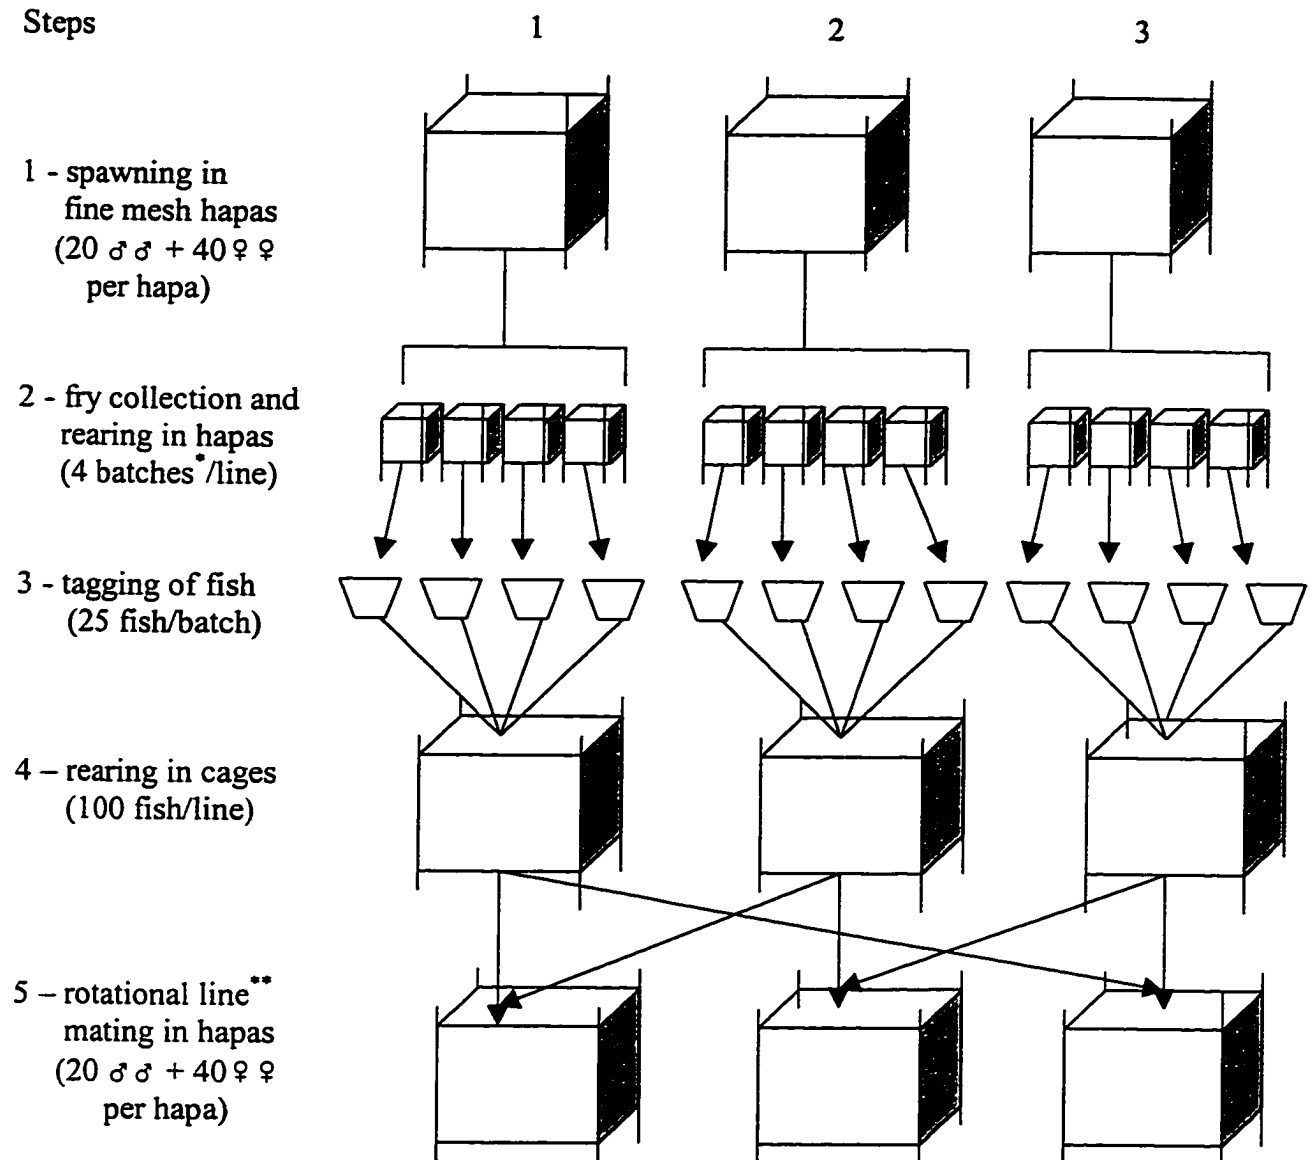 Steps 1 2 3
1 - spawning in
fine mesh hapas
(20 ♂♂ + 40♀♀
per hapa)
2 - fry collection and
rearing in hapas
(4 batches*/line)
3 - tagging of fish
(25 fish/batch)
4 – rearing in cages
(100 fish/line)
5 – rotational line**
mating in hapas
(20 ♂♂ + 40♀♀
per hapa)